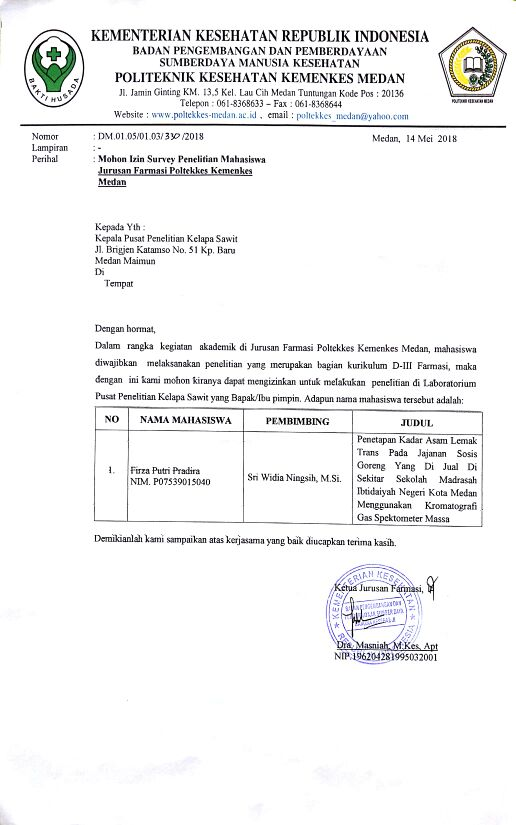 KEMENTERIAN KESEHATAN REPUBLIK INDONESIA
BADAN PENGEMBANGAN DAN PEMBERDAYAAN
SUMBERDAYA MANUSIA KESEHATAN
POLITEKNIK KESEHATAN KEMENKES MEDAN
Jl. Jamin Ginting KM. 13,5 Kel. Lau Cih Medan Tuntungan Kode Pos : 20136
Telepon : 061-8368633 – Fax : 061-8368644
Website : www.poltekkes-medan.ac.id , email : poltekkes_medan@yahoo.com
BAKTI HUSADA
POLITEKNIK KESEHATAN MEDAN
Nomor : DM.01.05/01.03/330/2018
Medan, 14 Mei 2018
Lampiran : -
Perihal : Mohon Izin Survey Penelitian Mahasiswa
Jurusan Farmasi Poltekkes Kemenkes
Medan
Kepada Yth :
Kepala Pusat Penelitian Kelapa Sawit
Jl. Brigjen Katamso No. 51 Kp. Baru
Medan Maimun
Di
Tempat
Dengan hormat,
Dalam rangka kegiatan akademik di Jurusan Farmasi Poltekkes Kemenkes Medan, mahasiswa
diwajibkan melaksanakan penelitian yang merupakan bagian kurikulum D-III Farmasi, maka
dengan ini kami mohon kiranya dapat mengizinkan untuk melakukan penelitian di Laboratorium
Pusat Penelitian Kelapa Sawit yang Bapak/Ibu pimpin. Adapun nama mahasiswa tersebut adalah:
NO NAMA MAHASISWA PEMBIMBING JUDUL
1. Firza Putri Pradira
NIM. P07539015040
Sri Widia Ningsih, M.Si.
Penetapan Kadar Asam Lemak
Trans Pada Jajanan Sosis
Goreng Yang Di Jual Di
Sekitar Sekolah Madrasah
Ibtidaiyah Negeri Kota Medan
Menggunakan Kromatografi
Gas Spektometer Massa
Demikianlah kami sampaikan atas kerjasama yang baik diucapkan terima kasih.
Ketua Jurusan Farmasi,
KEMENTERIAN KESEHATAN
Dra. Masniah, M.Kes, Apt
NIP.196204281995032001